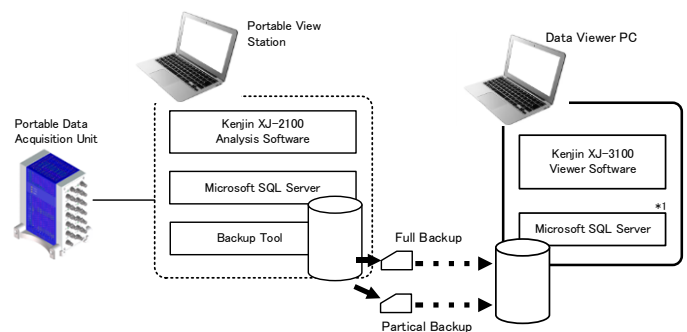 Portable View
Station
Data Viewer PC
Portable Data
Acquisition Unit
Kenjin XJ-2100
Analysis Software
Microsoft SQL Server
Backup Tool
Kenjin XJ-3100
Viewer Software
*1
Microsoft SQL Server
Full Backup
Partical Backup